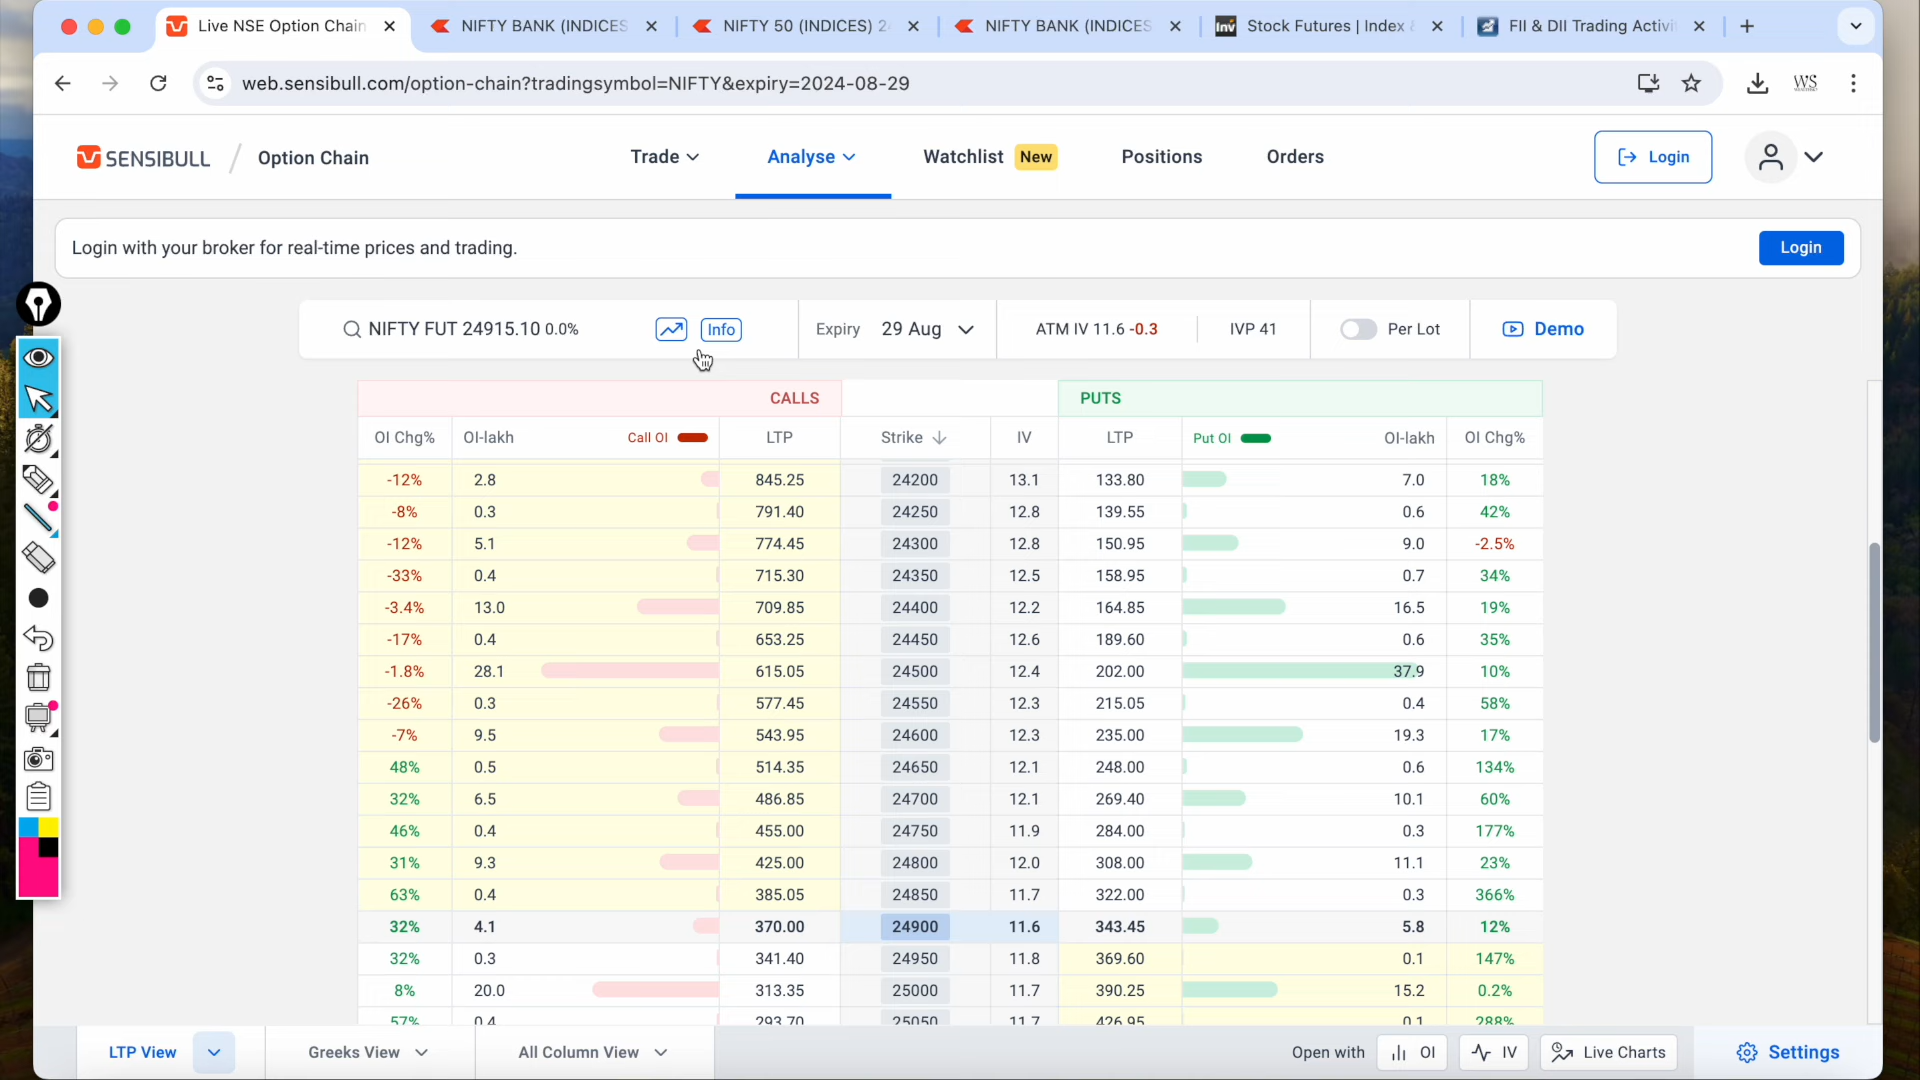 Live NSE Option Chain
NIFTY BANK (INDICES
NIFTY 50 (INDICES) 2
NIFTY BANK (INDICES
Inv Stock Futures | Index &
FII & DII Trading Activi
web.sensibull.com/option-chain?tradingsymbol=NIFTY&expiry=2024-08-29
WS
SENSIBULL / Option Chain
Trade
Analyse
Watchlist New
Positions
Orders
Login
Login with your broker for real-time prices and trading.
Login
NIFTY FUT 24915.10 0.0%
Info
Expiry 29 Aug
ATM IV 11.6 -0.3
IVP 41
Per Lot
Demo
CALLS PUTS
OI Chg% OI-lakh Call OI LTP Strike IV LTP Put OI OI-lakh OI Chg%
-12% 2.8 845.25 24200 13.1 133.80 7.0 18%
-8% 0.3 791.40 24250 12.8 139.55 0.6 42%
-12% 5.1 774.45 24300 12.8 150.95 9.0 -2.5%
-33% 0.4 715.30 24350 12.5 158.95 0.7 34%
-3.4% 13.0 709.85 24400 12.2 164.85 16.5 19%
-17% 0.4 653.25 24450 12.6 189.60 0.6 35%
-1.8% 28.1 615.05 24500 12.4 202.00 37.9 10%
-26% 0.3 577.45 24550 12.3 215.05 0.4 58%
-7% 9.5 543.95 24600 12.3 235.00 19.3 17%
48% 0.5 514.35 24650 12.1 248.00 0.6 134%
32% 6.5 486.85 24700 12.1 269.40 10.1 60%
46% 0.4 455.00 24750 11.9 284.00 0.3 177%
31% 9.3 425.00 24800 12.0 308.00 11.1 23%
63% 0.4 385.05 24850 11.7 322.00 0.3 366%
32% 4.1 370.00 24900 11.6 343.45 5.8 12%
32% 0.3 341.40 24950 11.8 369.60 0.1 147%
8% 20.0 313.35 25000 11.7 390.25 15.2 0.2%
57% 0.4 293.70 25050 11.7 426.95 0.1 288%
LTP View
Greeks View
All Column View
Open with
OI
IV
Live Charts
Settings